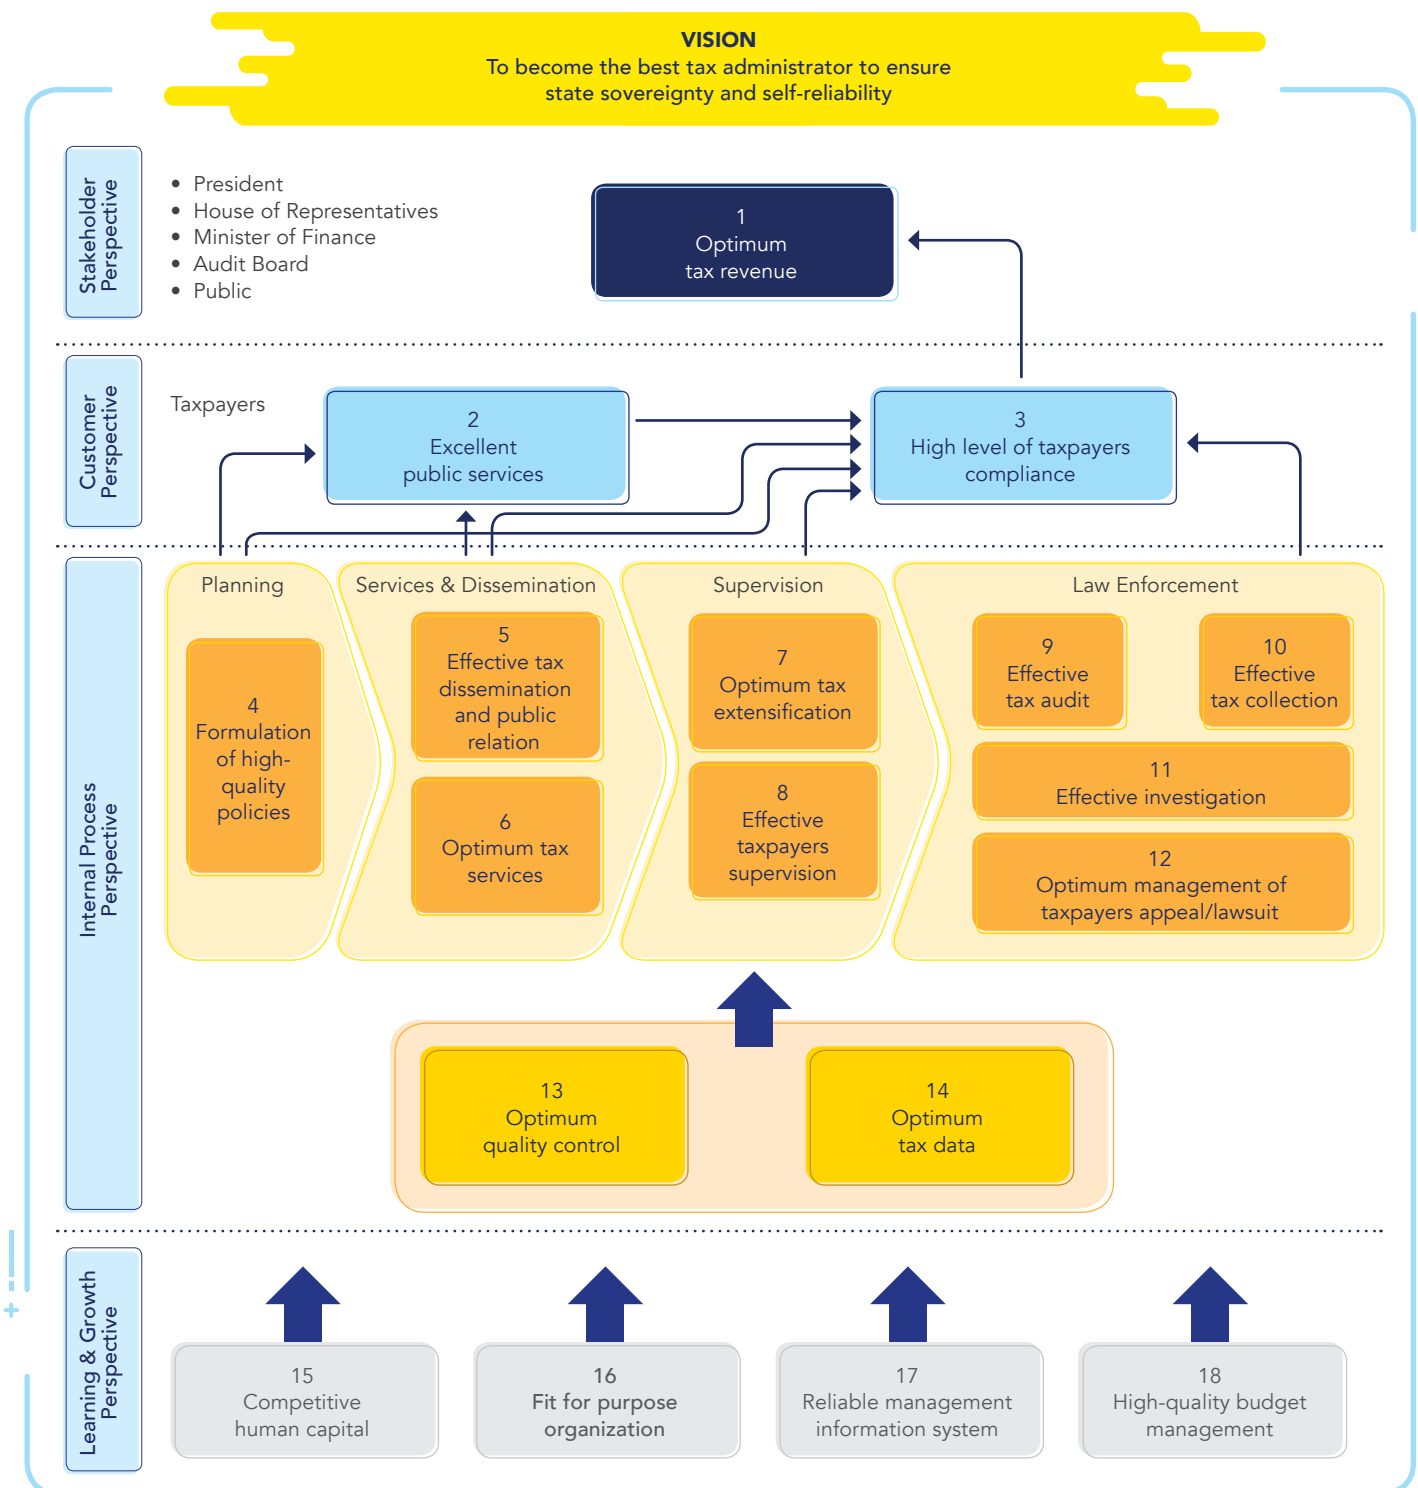 VISION
To become the best tax administrator to ensure
state sovereignty and self-reliability
Stakeholder
Perspective
• President
• House of Representatives
• Minister of Finance
• Audit Board
• Public
1
Optimum
tax revenue
Customer
Perspective
Taxpayers
2
Excellent
public services
3
High level of taxpayers
compliance
Internal Process
Perspective
Planning
4
Formulation
of high-
quality
policies
Services & Dissemination
5
Effective tax
dissemination
and public
relation
6
Optimum tax
services
Supervision
7
Optimum tax
extensification
8
Effective
taxpayers
supervision
Law Enforcement
9
Effective
tax audit
10
Effective
tax collection
11
Effective investigation
12
Optimum management of
taxpayers appeal/lawsuit
13
Optimum
quality control
14
Optimum
tax data
Learning & Growth
Perspective
15
Competitive
human capital
16
Fit for purpose
organization
17
Reliable management
information system
18
High-quality budget
management